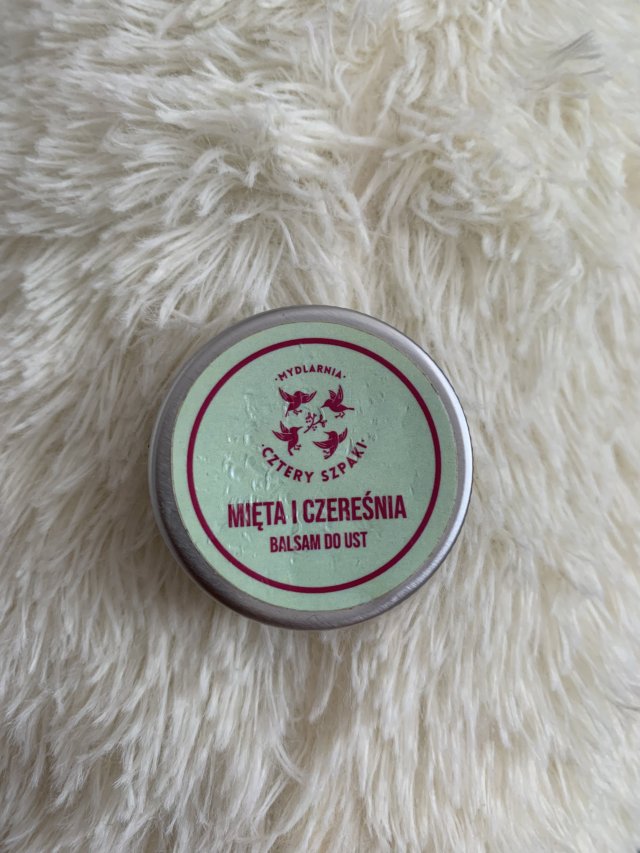 ·MYDLARNIA·
·CZTERY SZPAKI·
MIĘTA I CZEREŚNIA
BALSAM DO UST